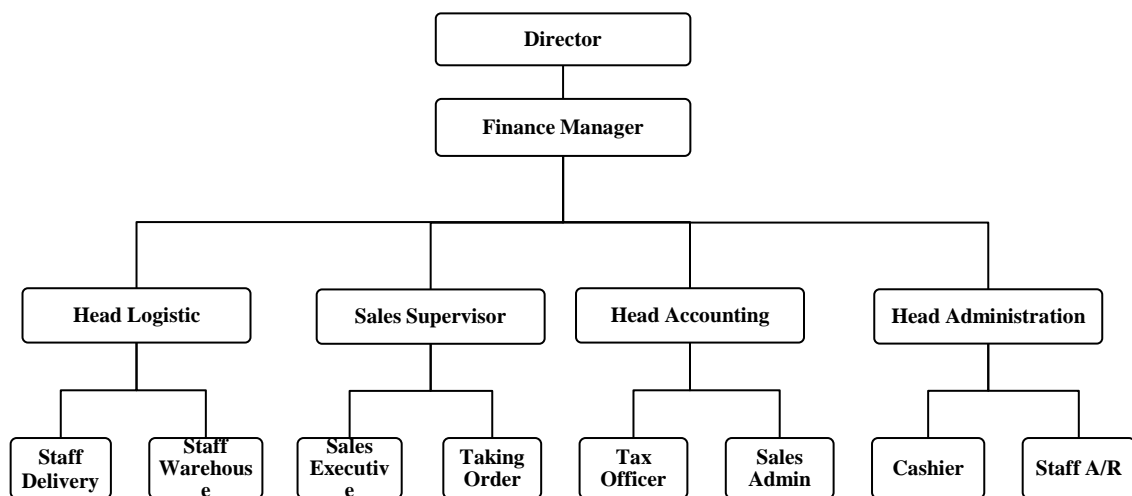 Director
Finance Manager
Head Logistic
Sales Supervisor
Head Accounting
Head Administration
Staff
Delivery
Staff
Warehous
e
Sales
Executiv
e
Taking
Order
Tax
Officer
Sales
Admin
Cashier
Staff A/R